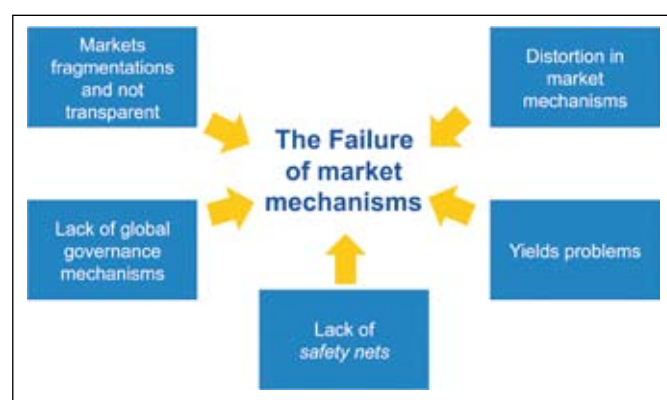 Markets
fragmentations
and not
transparent
Distortion in
market
mechanisms
The Failure
of market
mechanisms
Lack of global
governance
mechanisms
Yields problems
Lack of
safety nets